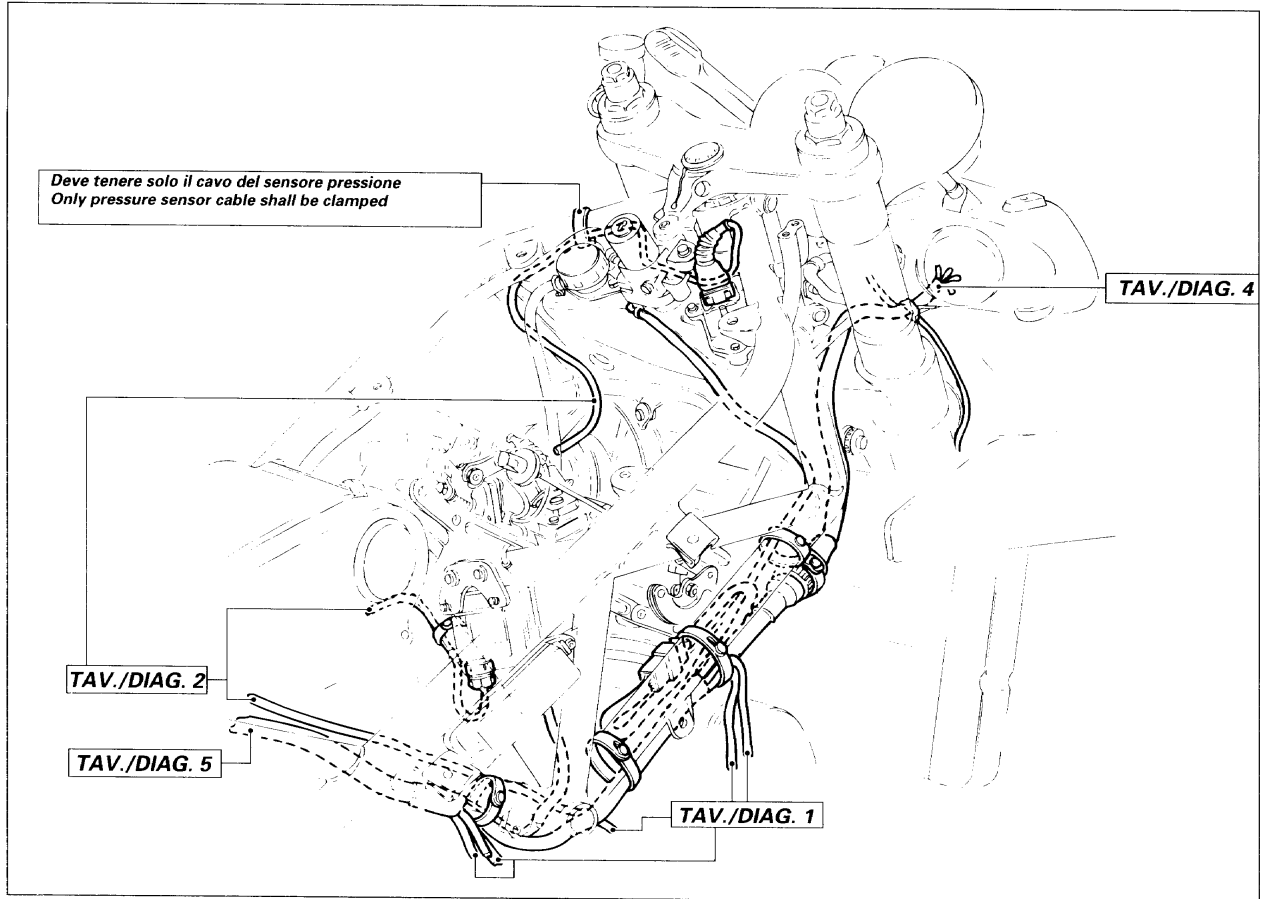 Deve tenere solo il cavo del sensore pressione
Only pressure sensor cable shall be clamped
TAV./DIAG. 4
TAV./DIAG. 2
TAV./DIAG. 5
TAV./DIAG. 1